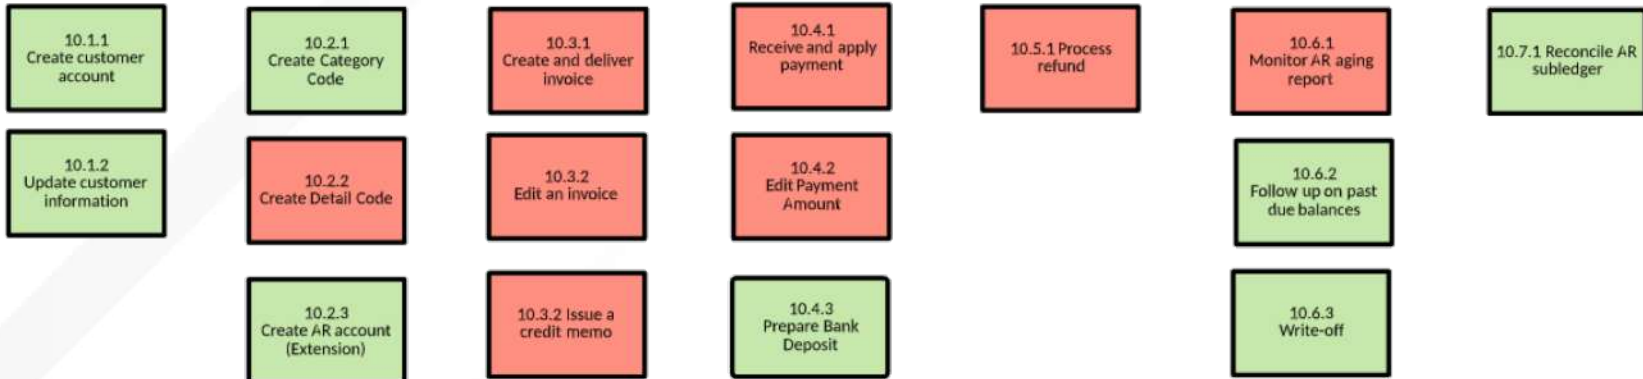 10.1.1
Create customer
account
10.2.1
Create Category
Code
10.3.1
Create and deliver
invoice
10.4.1
Receive and apply
payment
10.5.1 Process
refund
10.6.1
Monitor AR aging
report
10.7.1 Reconcile AR
subledger
10.1.2
Update customer
information
10.2.2
Create Detail Code
10.3.2
Edit an invoice
10.4.2
Edit Payment
Amount
10.6.2
Follow up on past
due balances
10.2.3
Create AR account
(Extension)
10.3.2 Issue a
credit memo
10.4.3
Prepare Bank
Deposit
10.6.3
Write-off